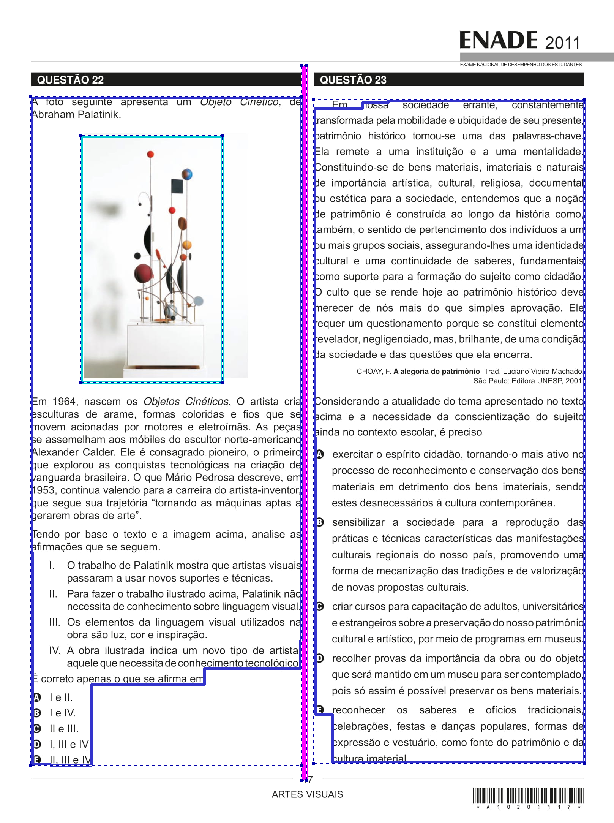 ENADE 2011
EXAME NACIONAL DE DESEMPENHO DOS ESTUDANTES
QUESTÃO 22
A foto seguinte apresenta um Objeto Cinético, de
Abraham Palatinik.
Em 1964, nascem os Objetos Cinéticos. O artista cria
esculturas de arame, formas coloridas e fios que se
movem acionadas por motores e eletroímãs. As peças
se assemelham aos móbiles do escultor norte-americano
Alexander Calder. Ele é consagrado pioneiro, o primeiro
que explorou as conquistas tecnológicas na criação de
vanguarda brasileira. O que Mário Pedrosa descreve, em
1953, continua valendo para a carreira do artista-inventor,
que segue sua trajetória “tornando as máquinas aptas a
gerarem obras de arte”.
Tendo por base o texto e a imagem acima, analise as
afirmações que se seguem.
I. O trabalho de Palatinik mostra que artistas visuais
passaram a usar novos suportes e técnicas.
II. Para fazer o trabalho ilustrado acima, Palatinik não
necessita de conhecimento sobre linguagem visual.
III. Os elementos da linguagem visual utilizados na
obra são luz, cor e inspiração.
IV. A obra ilustrada indica um novo tipo de artista,
aquele que necessita de conhecimento tecnológico.
É correto apenas o que se afirma em
A I e II.
B I e IV.
C II e III.
D I, III e IV.
E II, III e IV.
QUESTÃO 23
Em nossa sociedade errante, constantemente
transformada pela mobilidade e ubiquidade de seu presente,
patrimônio histórico tornou-se uma das palavras-chave.
Ela remete a uma instituição e a uma mentalidade.
Constituindo-se de bens materiais, imateriais e naturais
de importância artística, cultural, religiosa, documental
ou estética para a sociedade, entendemos que a noção
de patrimônio é construída ao longo da história como,
também, o sentido de pertencimento dos indivíduos a um
ou mais grupos sociais, assegurando-lhes uma identidade
cultural e uma continuidade de saberes, fundamentais
como suporte para a formação do sujeito como cidadão.
O culto que se rende hoje ao patrimônio histórico deve
merecer de nós mais do que simples aprovação. Ele
requer um questionamento porque se constitui elemento
revelador, negligenciado, mas, brilhante, de uma condição
da sociedade e das questões que ela encerra.
CHOAY, F. A alegoria do patrimônio. Trad. Luciano Vieira Machado.
São Paulo: Editora UNESP, 2001.
Considerando a atualidade do tema apresentado no texto
acima e a necessidade da conscientização do sujeito
ainda no contexto escolar, é preciso
A exercitar o espírito cidadão, tornando-o mais ativo no
processo de reconhecimento e conservação dos bens
materiais em detrimento dos bens imateriais, sendo
estes desnecessários à cultura contemporânea.
B sensibilizar a sociedade para a reprodução das
práticas e técnicas características das manifestações
culturais regionais do nosso país, promovendo uma
forma de mecanização das tradições e de valorização
de novas propostas culturais.
C criar cursos para capacitação de adultos, universitários
e estrangeiros sobre a preservação do nosso patrimônio
cultural e artístico, por meio de programas em museus.
D recolher provas da importância da obra ou do objeto
que será mantido em um museu para ser contemplado,
pois só assim é possível preservar os bens materiais.
E reconhecer os saberes e ofícios tradicionais,
celebrações, festas e danças populares, formas de
expressão e vestuário, como fonte do patrimônio e da
cultura imaterial.
7
ARTES VISUAIS